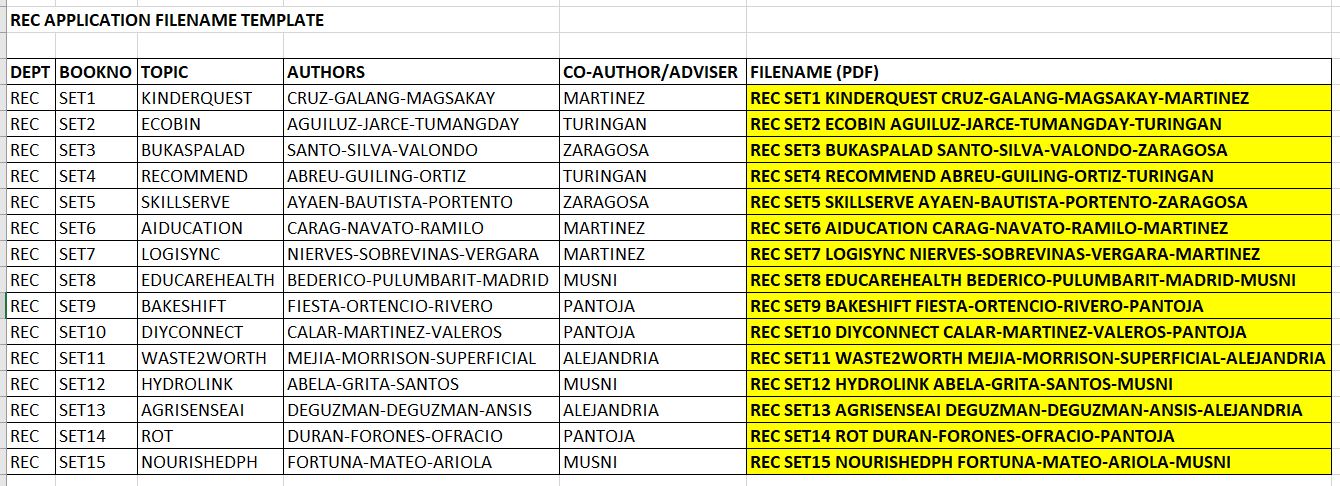 REC APPLICATION FILENAME TEMPLATE
DEPT BOOKNO TOPIC AUTHORS CO-AUTHOR/ADVISER FILENAME (PDF)
REC SET1 KINDERQUEST CRUZ-GALANG-MAGSAKAY MARTINEZ REC SET1 KINDERQUEST CRUZ-GALANG-MAGSAKAY-MARTINEZ
REC SET2 ECOBIN AGUILUZ-JARCE-TUMANGDAY TURINGAN REC SET2 ECOBIN AGUILUZ-JARCE-TUMANGDAY-TURINGAN
REC SET3 BUKASPALAD SANTO-SILVA-VALONDO ZARAGOSA REC SET3 BUKASPALAD SANTO-SILVA-VALONDO-ZARAGOSA
REC SET4 RECOMMEND ABREU-GUILING-ORTIZ TURINGAN REC SET4 RECOMMEND ABREU-GUILING-ORTIZ-TURINGAN
REC SET5 SKILLSERVE AYAEN-BAUTISTA-PORTENTO ZARAGOSA REC SET5 SKILLSERVE AYAEN-BAUTISTA-PORTENTO-ZARAGOSA
REC SET6 AIDUCATION CARAG-NAVATO-RAMILO MARTINEZ REC SET6 AIDUCATION CARAG-NAVATO-RAMILO-MARTINEZ
REC SET7 LOGISYNC NIERVES-SOBREVINAS-VERGARA MARTINEZ REC SET7 LOGISYNC NIERVES-SOBREVINAS-VERGARA-MARTINEZ
REC SET8 EDUCAREHEALTH BEDERICO-PULUMBARIT-MADRID MUSNI REC SET8 EDUCAREHEALTH BEDERICO-PULUMBARIT-MADRID-MUSNI
REC SET9 BAKESHIFT FIESTA-ORTENCIO-RIVERO PANTOJA REC SET9 BAKESHIFT FIESTA-ORTENCIO-RIVERO-PANTOJA
REC SET10 DIYCONNECT CALAR-MARTINEZ-VALEROS PANTOJA REC SET10 DIYCONNECT CALAR-MARTINEZ-VALEROS-PANTOJA
REC SET11 WASTE2WORTH MEJIA-MORRISON-SUPERFICIAL ALEJANDRIA REC SET11 WASTE2WORTH MEJIA-MORRISON-SUPERFICIAL-ALEJANDRIA
REC SET12 HYDROLINK ABELA-GRITA-SANTOS MUSNI REC SET12 HYDROLINK ABELA-GRITA-SANTOS-MUSNI
REC SET13 AGRISENSEAI DEGUZMAN-DEGUZMAN-ANSIS ALEJANDRIA REC SET13 AGRISENSEAI DEGUZMAN-DEGUZMAN-ANSIS-ALEJANDRIA
REC SET14 ROT DURAN-FORONES-OFRACIO PANTOJA REC SET14 ROT DURAN-FORONES-OFRACIO-PANTOJA
REC SET15 NOURISHEDPH FORTUNA-MATEO-ARIOLA MUSNI REC SET15 NOURISHEDPH FORTUNA-MATEO-ARIOLA-MUSNI